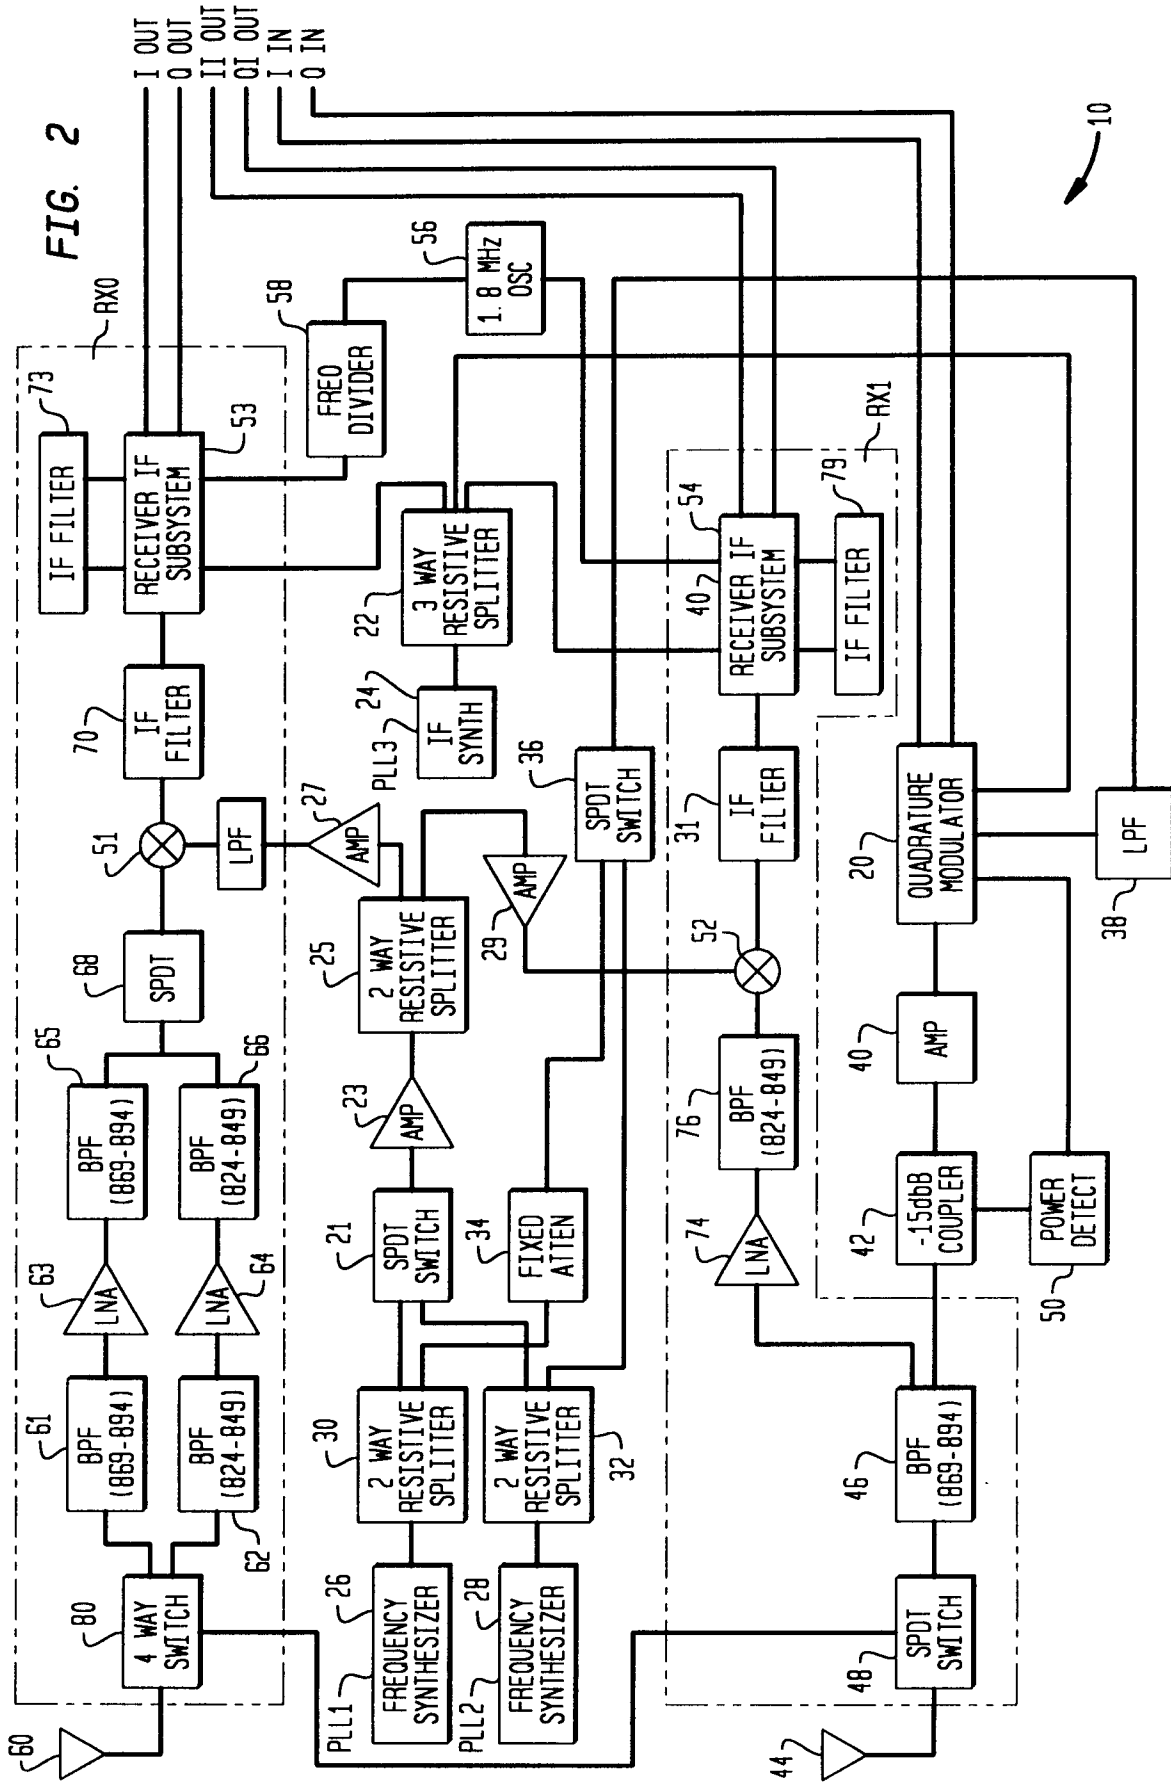 FIG. 2
I OUT
Q OUT
II OUT
QI OUT
I IN
Q IN
10
RX0
60
80
4 WAY
SWITCH
61
BPF
(869-894)
63
LNA
65
BPF
(869-894)
62
BPF
(824-849)
64
LNA
66
BPF
(824-849)
68
SPDT
51
70
IF
FILTER
73
IF FILTER
53
RECEIVER IF
SUBSYSTEM
LPF
27
AMP
58
FREQ
DIVIDER
56
1.8 MHz
OSC
PLL1
26
FREQUENCY
SYNTHESIZER
30
2 WAY
RESISTIVE
SPLITTER
21
SPDT
SWITCH
23
AMP
25
2 WAY
RESISTIVE
SPLITTER
29
AMP
PLL3
24
IF
SYNTH
22
3 WAY
RESISTIVE
SPLITTER
PLL2
28
FREQUENCY
SYNTHESIZER
32
2 WAY
RESISTIVE
SPLITTER
34
FIXED
ATTEN
36
SPDT
SWITCH
RX1
74
LNA
76
BPF
(824-849)
52
31
IF
FILTER
54
40
RECEIVER IF
SUBSYSTEM
79
IF FILTER
44
48
SPDT
SWITCH
46
BPF
(869-894)
42
-15dbB
COUPLER
40
AMP
20
QUADRATURE
MODULATOR
50
POWER
DETECT
38
LPF